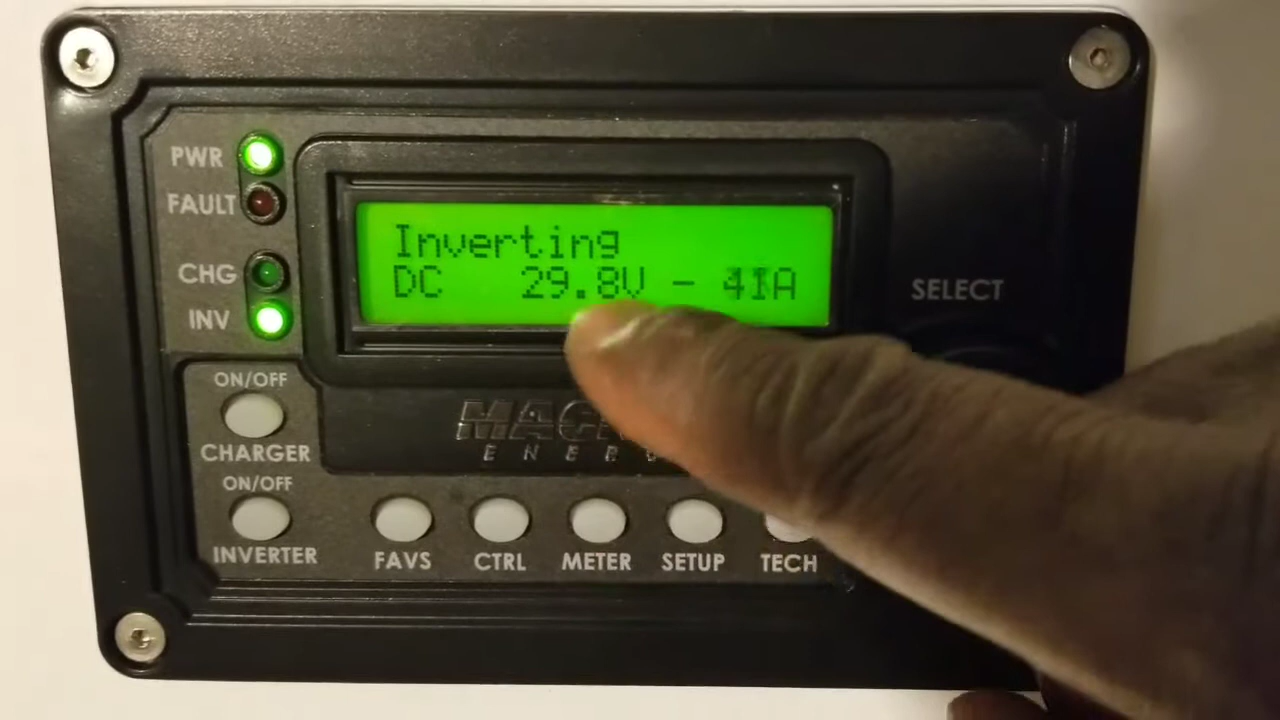 PWR
FAULT
Inverting
CHG
DC 29.8V -
INV
SELECT
ON/OFF
CHARGER
ON/OFF
INVERTER
FAVS
CTRL
METER
SETUP
TECH